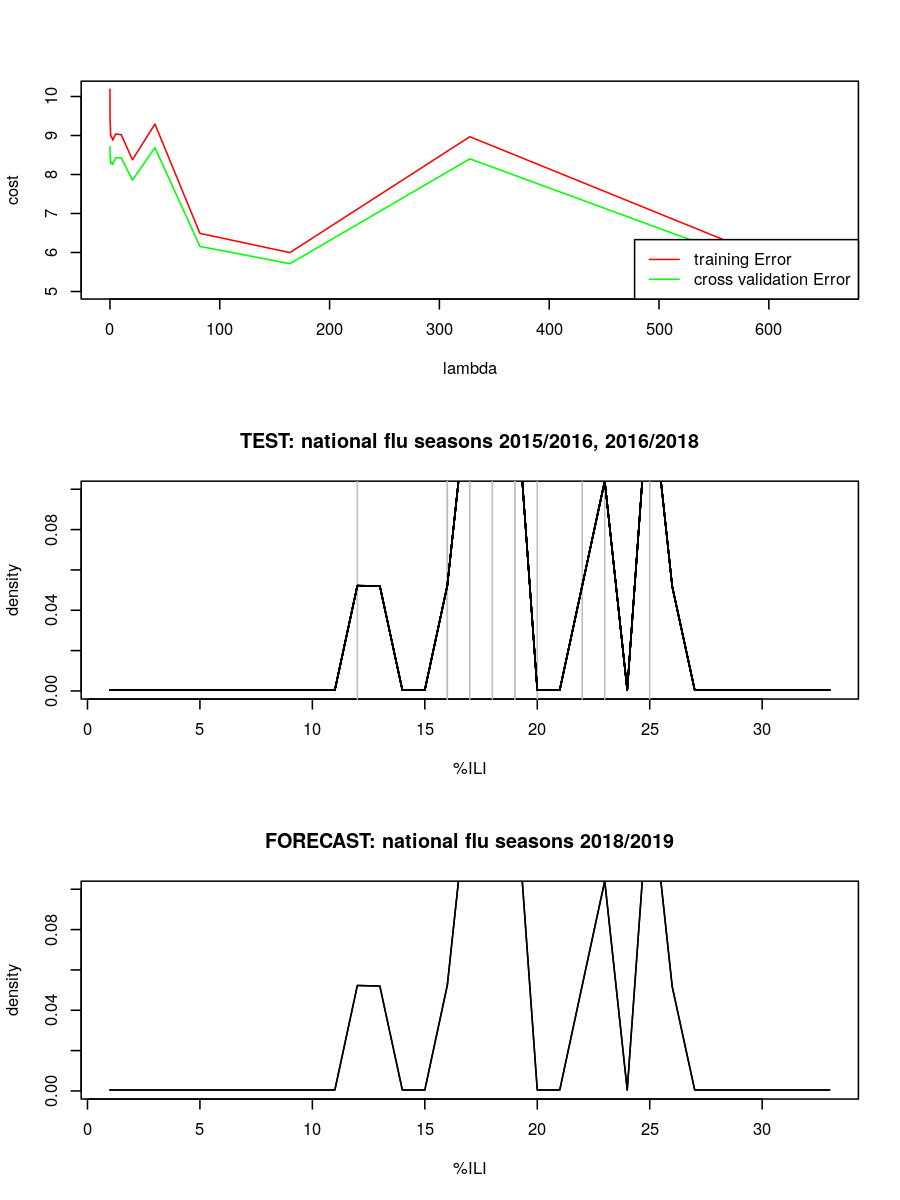 10
9
8
7
6
5
cost
training Error
cross validation Error
0 100 200 300 400 500 600
lambda
TEST: national flu seasons 2015/2016, 2016/2018
0.08
0.04
0.00
density
0 5 10 15 20 25 30
%ILI
FORECAST: national flu seasons 2018/2019
0.08
0.04
0.00
density
0 5 10 15 20 25 30
%ILI